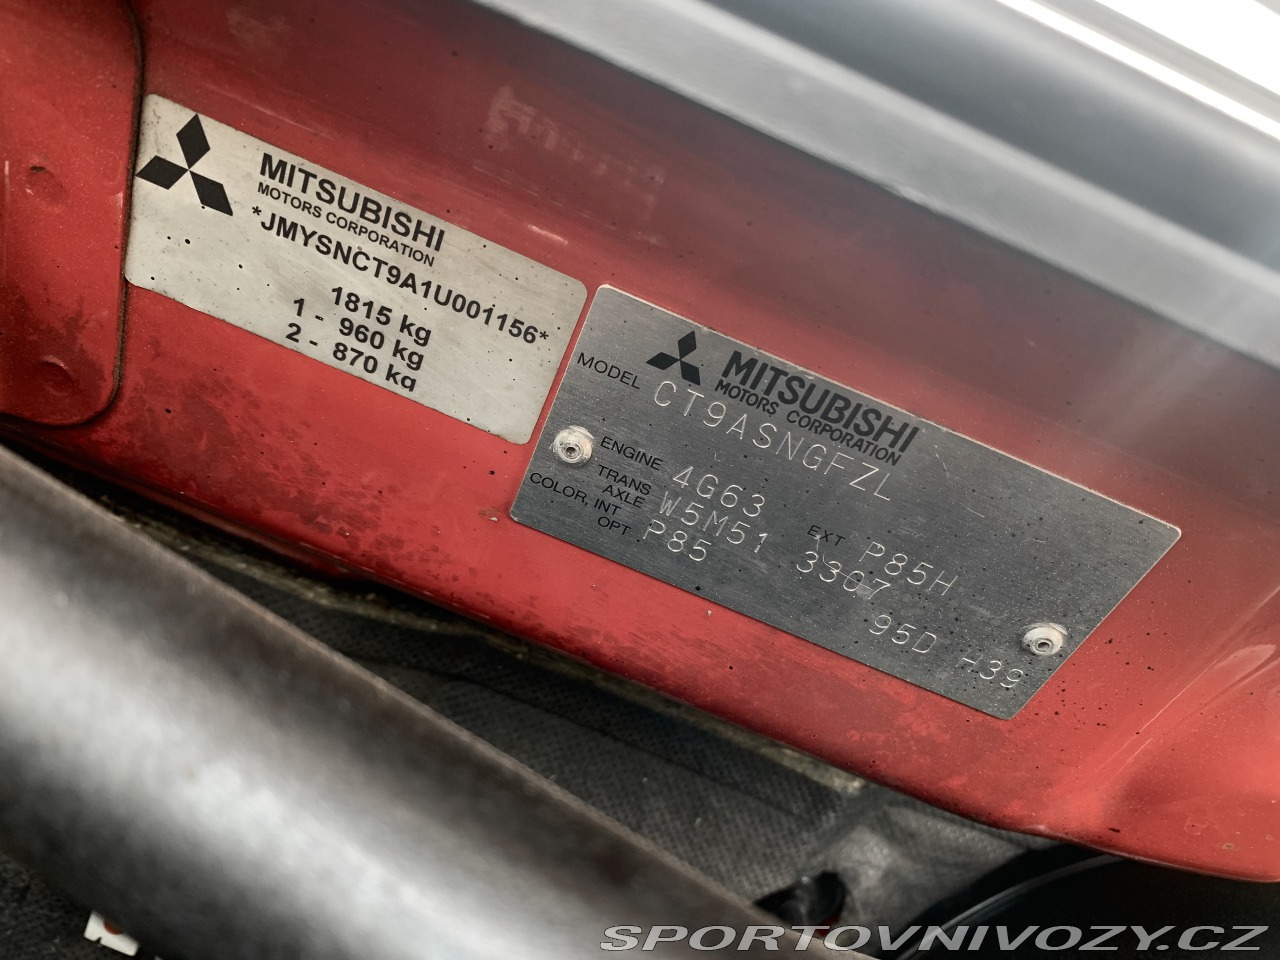 MITSUBISHI
MOTORS CORPORATION
*JMYSNCT9A1U001156*
1815 kg
1 - 960 kg
2 - 870 kg
MITSUBISHI
MOTORS CORPORATION
MODEL CT9ASNGFZL
ENGINE 4G63 EXT P85H
TRANS AXLE W5M51 3307
COLOR, INT OPT P85 95D -39
SPORTOVNIVOZY.CZ